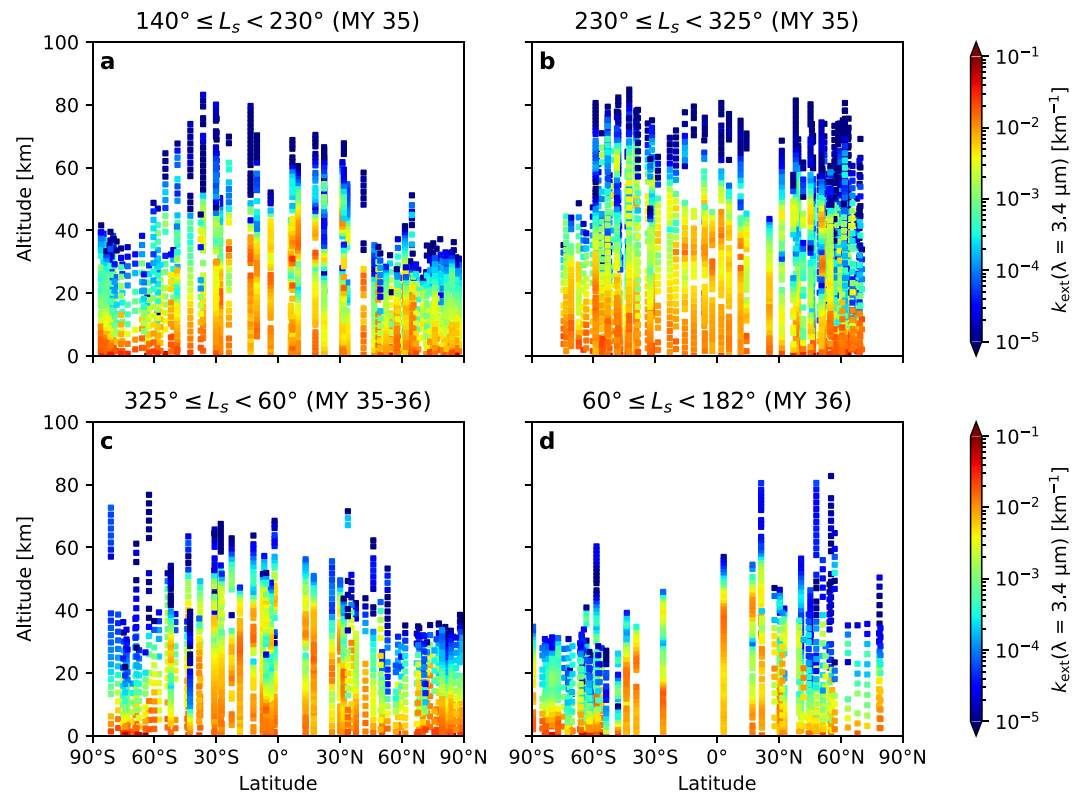 140° ≤ Ls < 230° (MY 35)
230° ≤ Ls < 325° (MY 35)
a
b
100
80
60
40
20
0
Altitude [km]
10⁻¹
10⁻²
10⁻³
10⁻⁴
10⁻⁵
kext(λ = 3.4 μm) [km⁻¹]
325° ≤ Ls < 60° (MY 35-36)
60° ≤ Ls < 182° (MY 36)
c
d
100
80
60
40
20
0
Altitude [km]
90°S 60°S 30°S 0° 30°N 60°N 90°N
90°S 60°S 30°S 0° 30°N 60°N 90°N
Latitude
Latitude
10⁻¹
10⁻²
10⁻³
10⁻⁴
10⁻⁵
kext(λ = 3.4 μm) [km⁻¹]